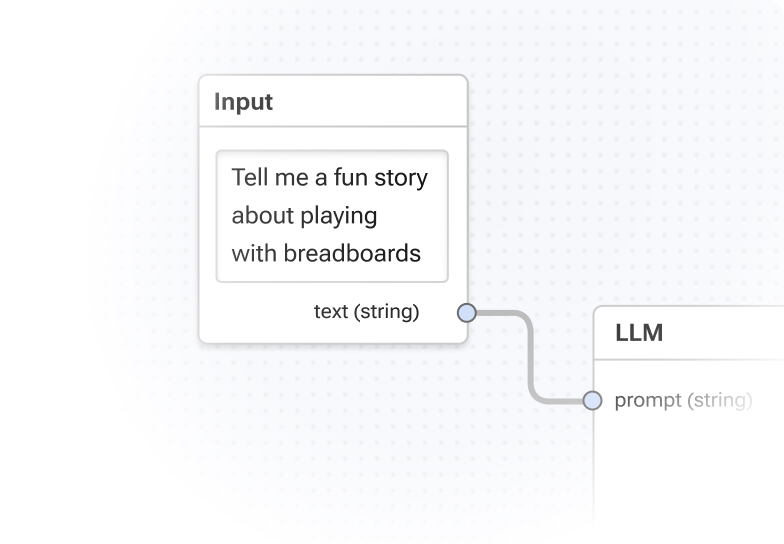 Input
Tell me a fun story
about playing
with breadboards
text (string)
LLM
prompt (string)